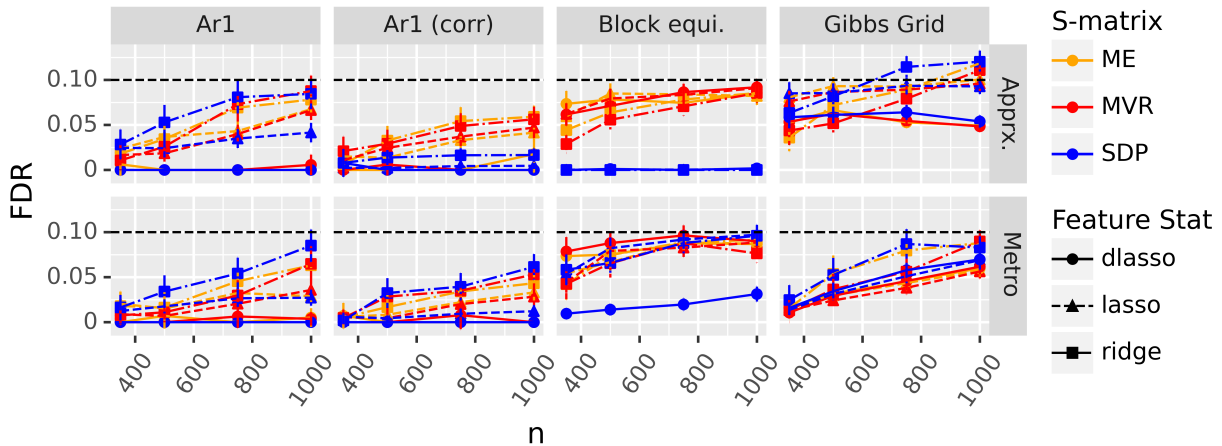 Ar1 Ar1 (corr) Block equi. Gibbs Grid
0.10
0.05
0
Apprx.
0.10
0.05
0
Metro
FDR
400 600 800 1000 400 600 800 1000 400 600 800 1000 400 600 800 1000
n
S-matrix
ME
MVR
SDP
Feature Stat
dlasso
lasso
ridge